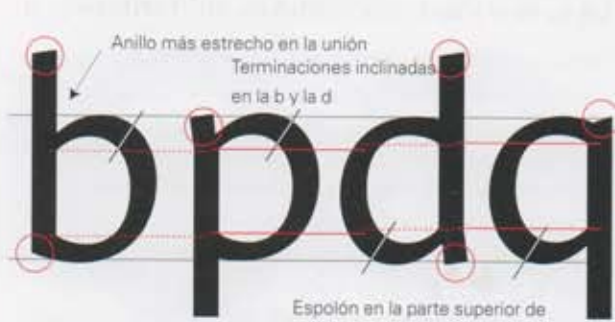 Anillo más estrecho en la unión
Terminaciones inclinadas
en la b y la d
bpdq
Espolón en la parte superior de